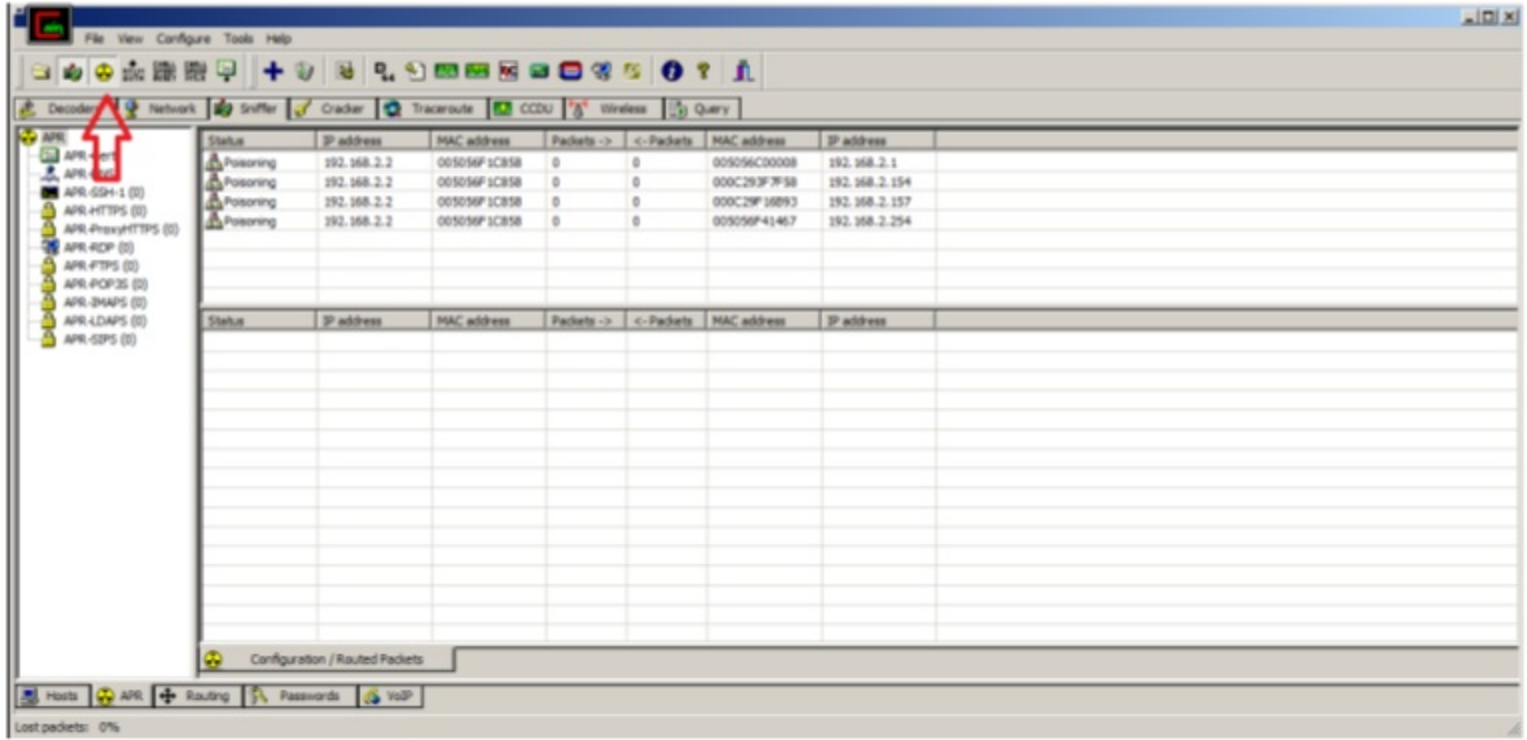 File View Configure Tools Help
Decoders Network Sniffer Cracker Traceroute CCDU Wireless Query
APR
APR-Cert
APR-SSH-1 (0)
APR-HTTPS (0)
APR-ProxyHTTPS (0)
APR-RDP (0)
APR-FTPS (0)
APR-POP3S (0)
APR-IMAPS (0)
APR-LDAPS (0)
APR-SIPS (0)
Status IP address MAC address Packets -> <- Packets MAC address IP address
Poisoning 192.168.2.2 005056F1C858 0 0 005056C00008 192.168.2.1
Poisoning 192.168.2.2 005056F1C858 0 0 000C293F7F58 192.168.2.154
Poisoning 192.168.2.2 005056F1C858 0 0 000C29F16B93 192.168.2.157
Poisoning 192.168.2.2 005056F1C858 0 0 005056F41467 192.168.2.254
Status IP address MAC address Packets -> <- Packets MAC address IP address
Configuration / Routed Packets
Hosts APR Routing Passwords VoIP
Lost packets: 0%